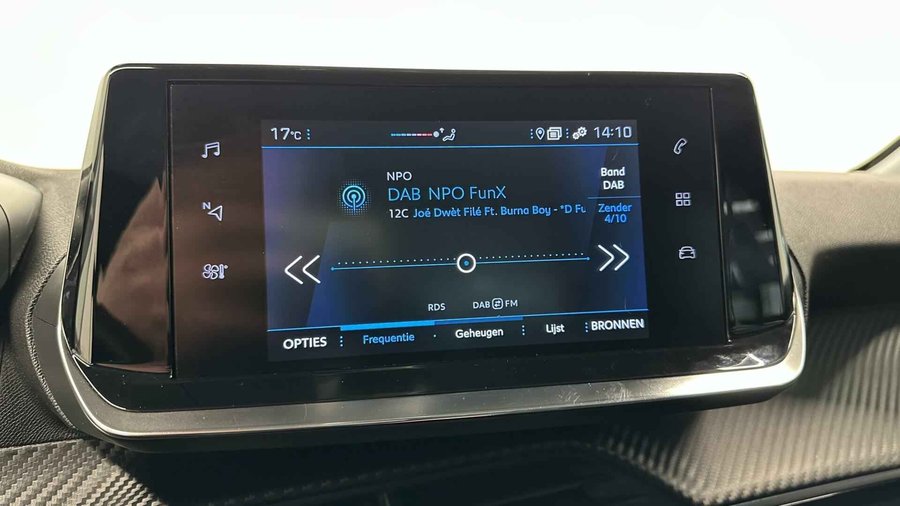 17°C
14:10
NPO
DAB NPO FunX
12C Joé Dwèt Filé Ft. Burna Boy - *D Fu
Band
DAB
Zender
4/10
N
RDS
DAB FM
OPTIES
Frequentie
Geheugen
Lijst
BRONNEN